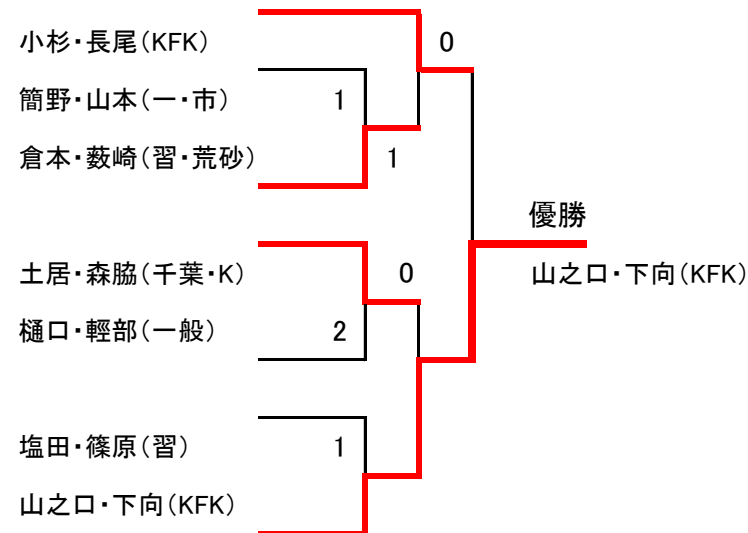 小杉・長尾(KFK)
0
簡野・山本(一・市)
1
倉本・薮崎(習・荒砂)
1
優勝
土居・森脇(千葉・K)
0
山之口・下向(KFK)
樋口・輕部(一般)
2
塩田・篠原(習)
1
山之口・下向(KFK)